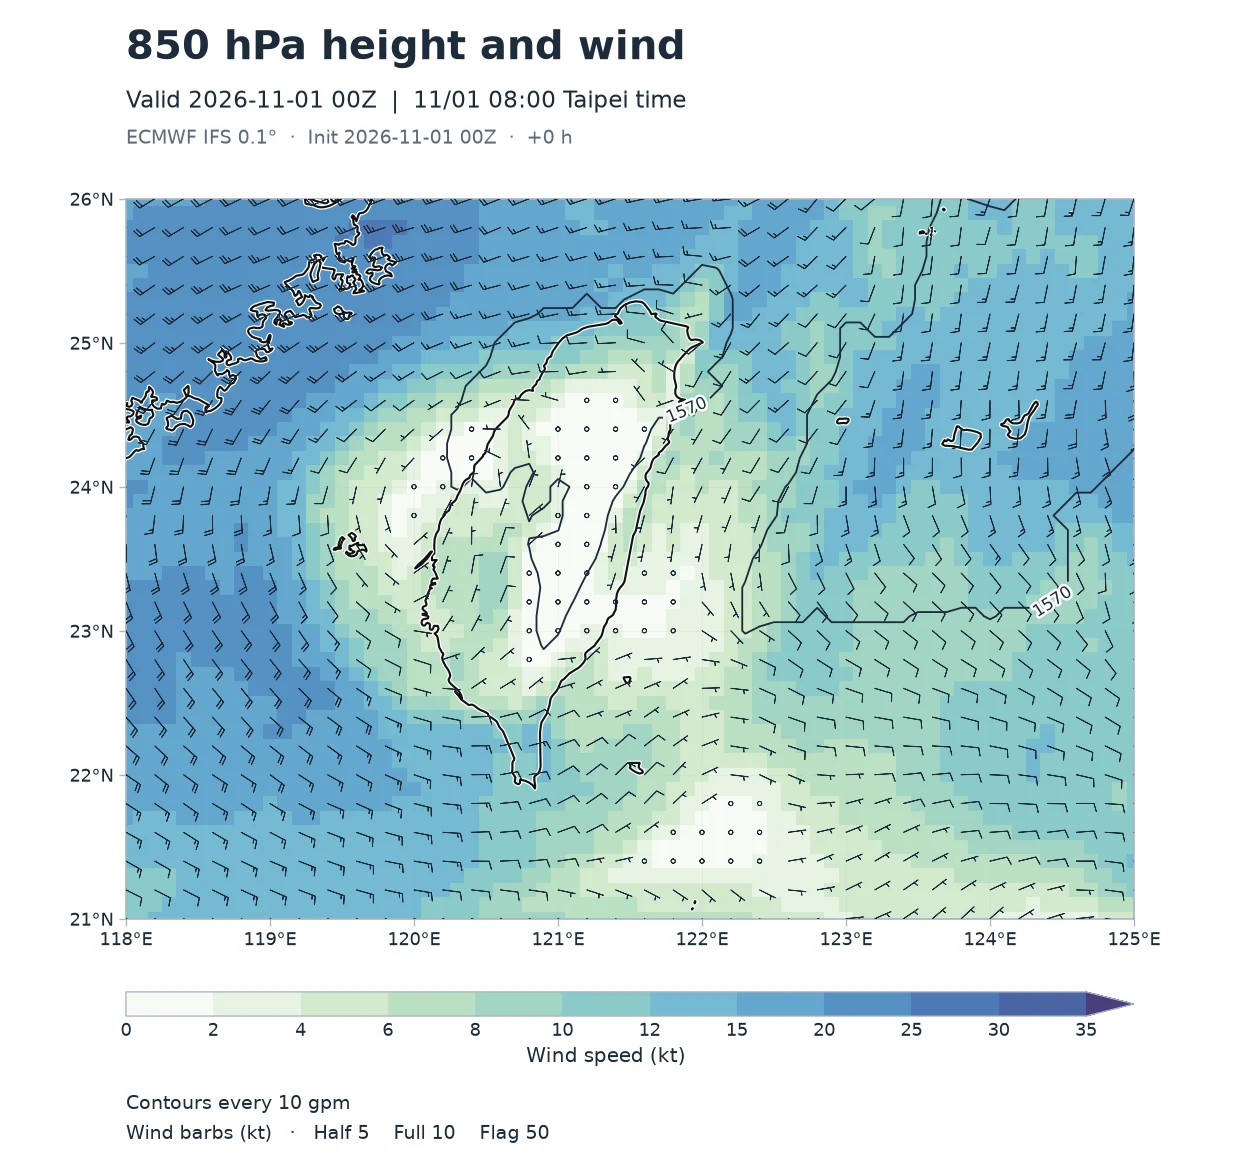 850 hPa height and wind
Valid 2026-11-01 00Z | 11/01 08:00 Taipei time
ECMWF IFS 0.1° · Init 2026-11-01 00Z · +0 h
26°N
25°N
24°N
23°N
22°N
21°N
1570
1570
118°E 119°E 120°E 121°E 122°E 123°E 124°E 125°E
0 2 4 6 8 10 12 15 20 25 30 35
Wind speed (kt)
Contours every 10 gpm
Wind barbs (kt) · Half 5 Full 10 Flag 50